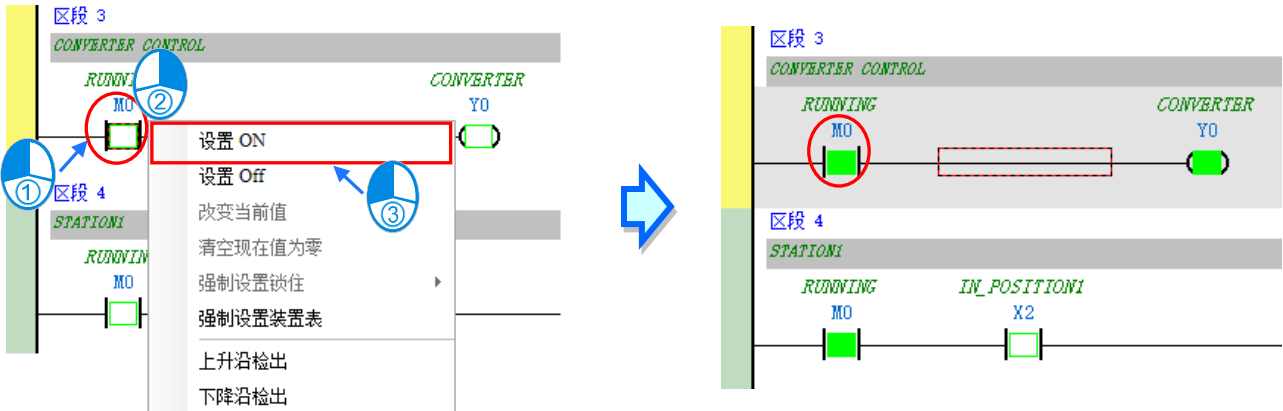 区段 3
CONVERTER CONTROL
CONVERTER
M0
Y0
②
设置 ON
设置 Off
①
③
区段 4
改变当前值
STATION1
清空现在值为零
M0
强制设置锁住
强制设置装置表
上升沿检出
下降沿检出
区段 3
CONVERTER CONTROL
RUNNING CONVERTER
M0 Y0
区段 4
STATION1
RUNNING IN_POSITION1
M0 X2